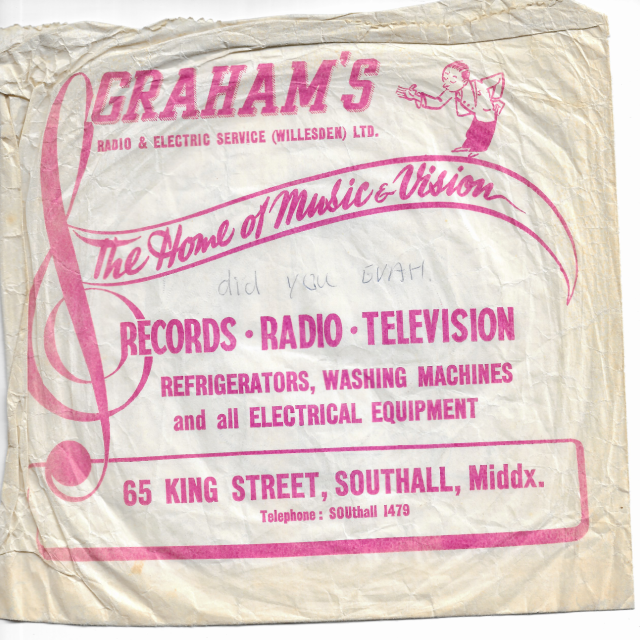 GRAHAM'S
RADIO & ELECTRIC SERVICE (WILLESDEN) LTD.
The Home of Music & Vision
did you EVAH.
RECORDS · RADIO · TELEVISION
REFRIGERATORS, WASHING MACHINES
and all ELECTRICAL EQUIPMENT
65 KING STREET, SOUTHALL, Middx.
Telephone: SOUthall 1479